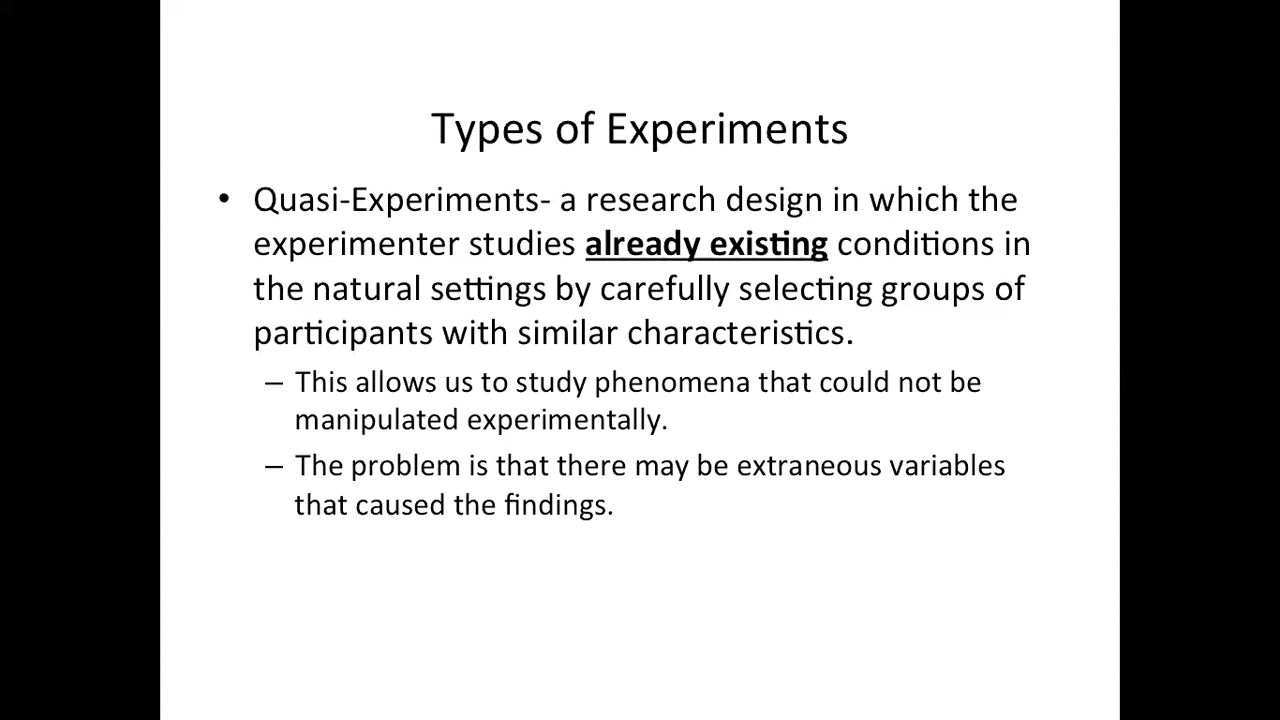 Types of Experiments
• Quasi-Experiments- a research design in which the
experimenter studies already existing conditions in
the natural settings by carefully selecting groups of
participants with similar characteristics.
– This allows us to study phenomena that could not be
manipulated experimentally.
– The problem is that there may be extraneous variables
that caused the findings.